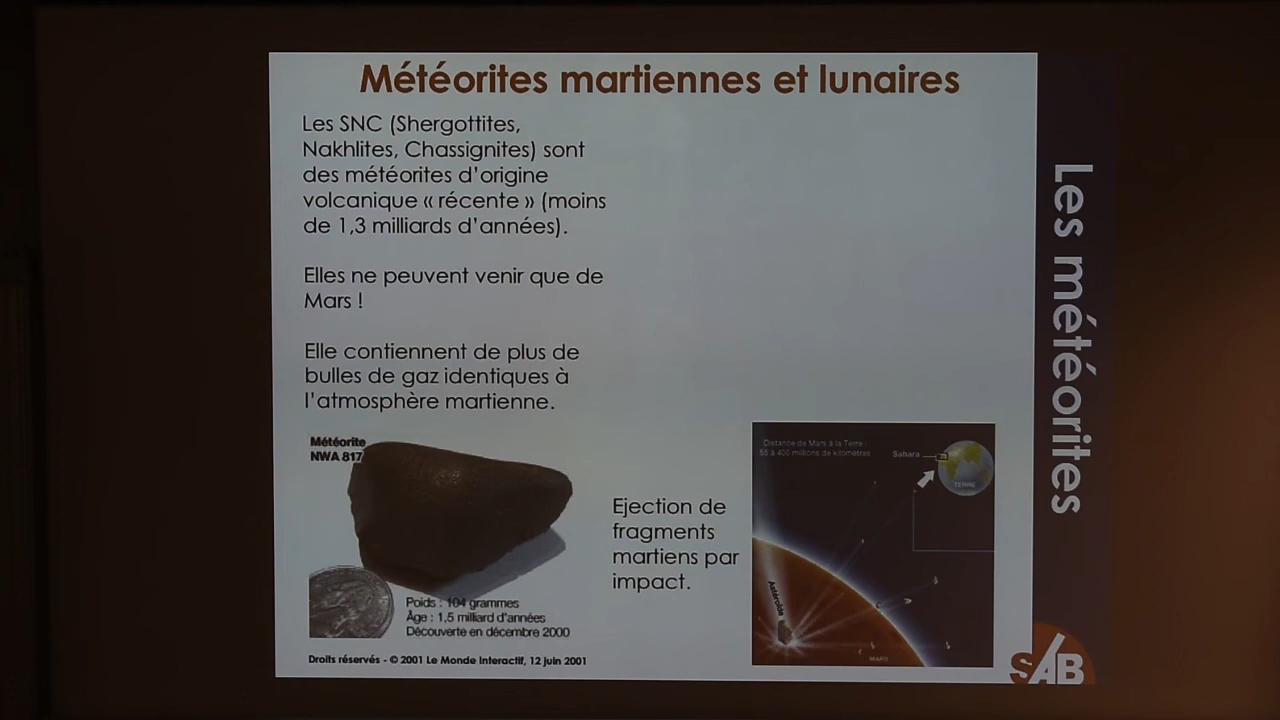 Météorites martiennes et lunaires
Les SNC (Shergottites,
Nakhlites, Chassignites) sont
des météorites d'origine
volcanique « récente » (moins
de 1,3 milliards d'années).
Elles ne peuvent venir que de
Mars !
Elle contiennent de plus de
bulles de gaz identiques à
l'atmosphère martienne.
Météorite
NWA 817
Poids : 104 grammes
Âge : 1,5 milliard d'années
Découverte en décembre 2000
Droits réservés - © 2001 Le Monde Interactif, 12 juin 2001
Ejection de
fragments
martiens par
impact.
Distance de Mars à la Terre :
55 à 400 millions de kilomètres
Sahara
TERRE
Astéroïde
MARS
Les météorites
SAB